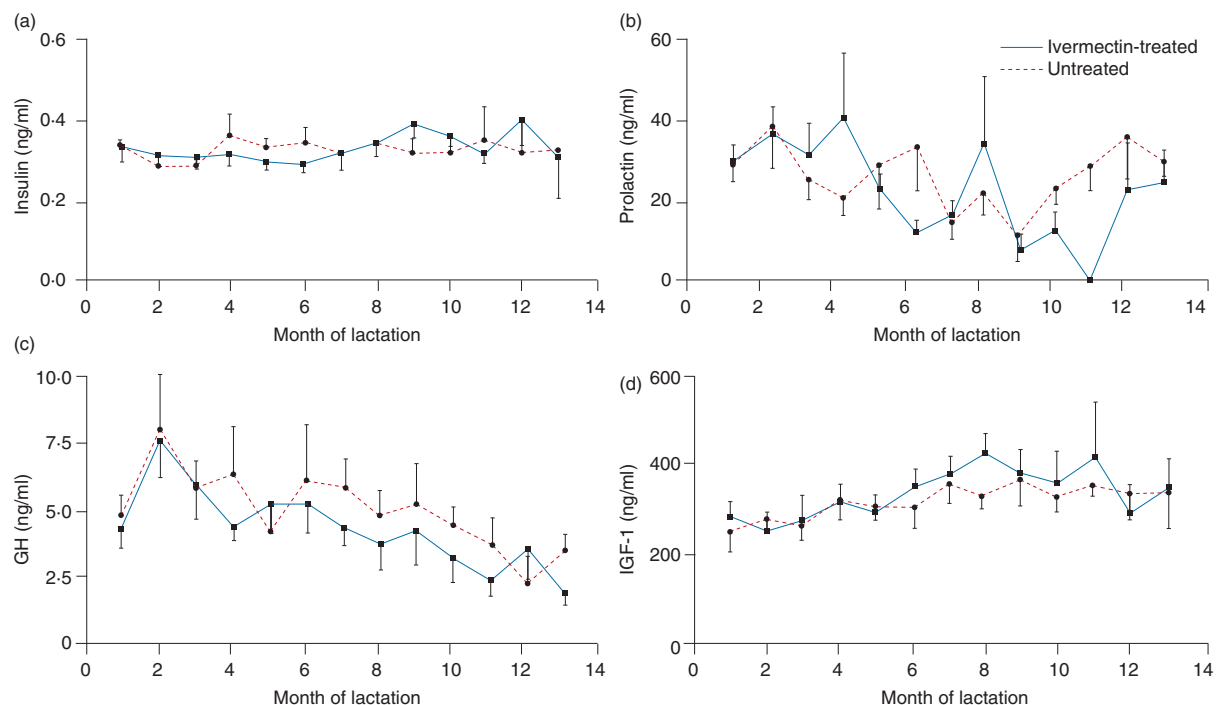 (a)
Insulin (ng/ml)
0·6
0·4
0·2
0·0
0 2 4 6 8 10 12 14
Month of lactation
(b)
Prolactin (ng/ml)
60
40
20
0
Ivermectin-treated
Untreated
0 2 4 6 8 10 12 14
Month of lactation
(c)
GH (ng/ml)
10·0
7·5
5·0
2·5
0
0 2 4 6 8 10 12 14
Month of lactation
(d)
IGF-1 (ng/ml)
600
400
200
0
0 2 4 6 8 10 12 14
Month of lactation